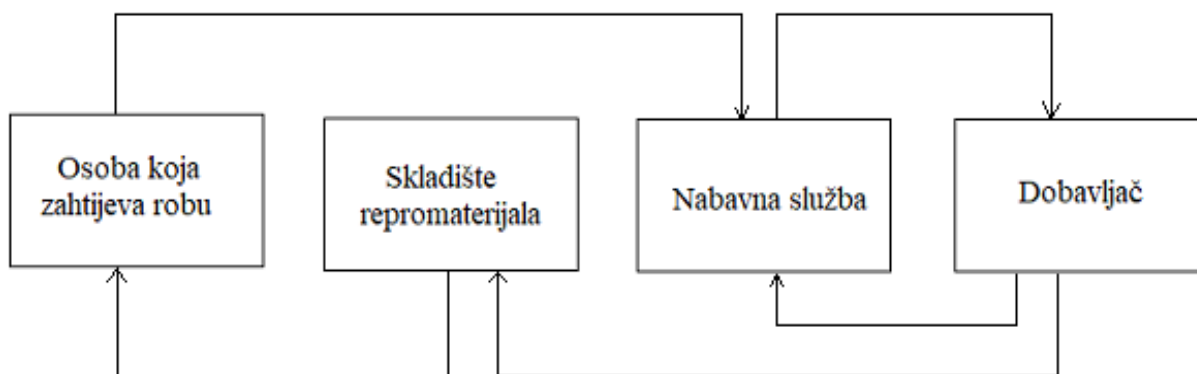 Osoba koja
zahtijeva robu
Skladište
repromaterijala
Nabavna služba
Dobavljač